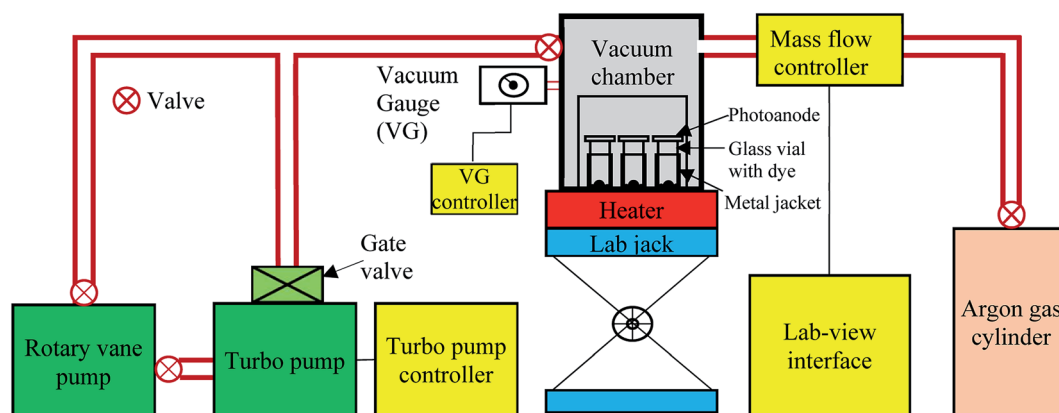 Valve
Vacuum
Gauge
(VG)
VG
controller
Vacuum
chamber
Mass flow
controller
Photoanode
Glass vial
with dye
Metal jacket
Heater
Lab jack
Gate
valve
Rotary vane
pump
Turbo pump
Turbo pump
controller
Lab-view
interface
Argon gas
cylinder